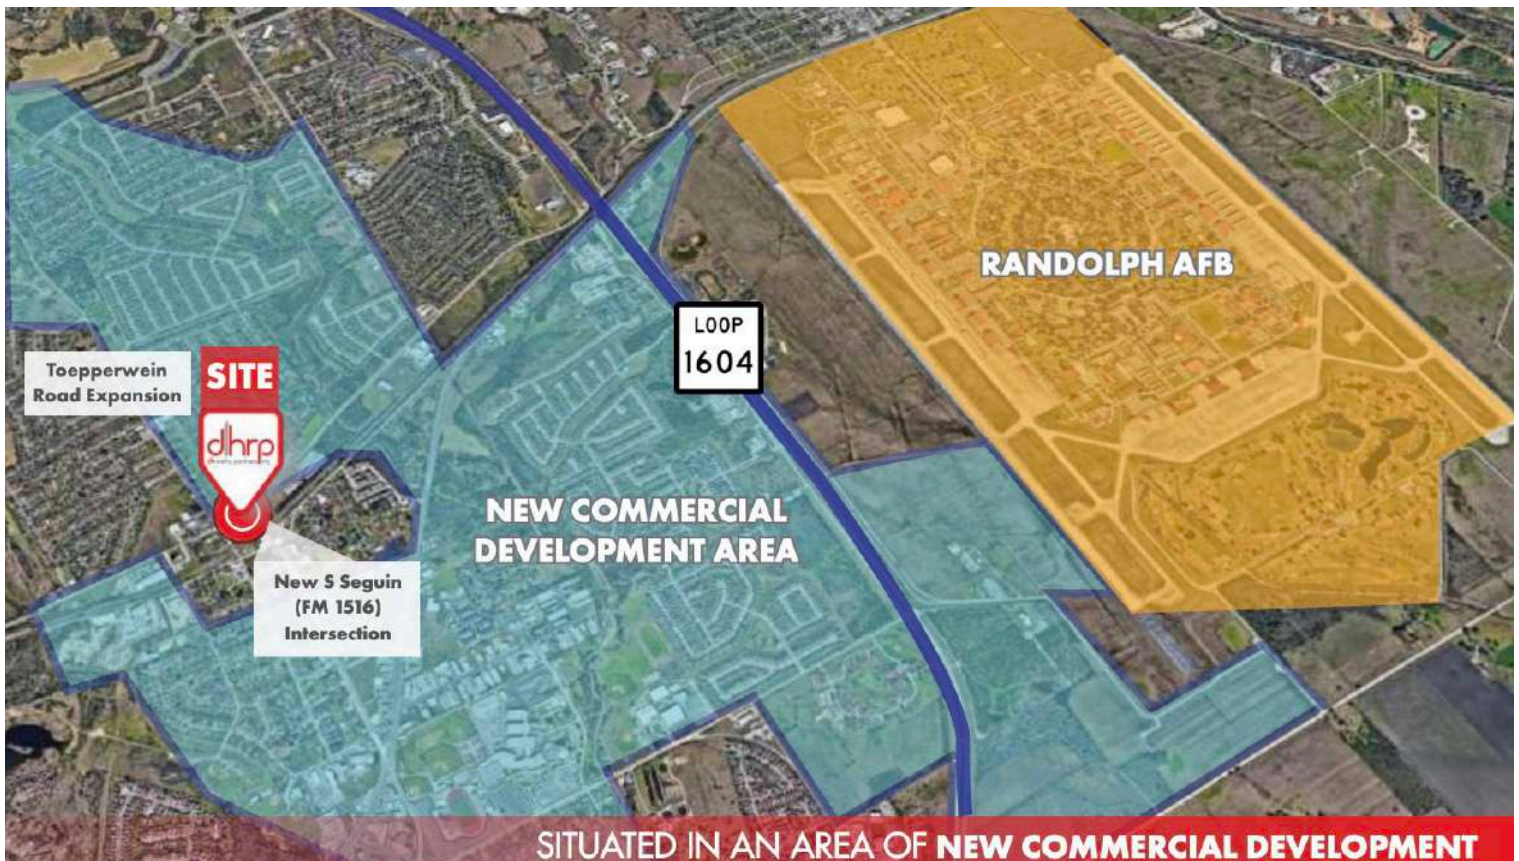 RANDOLPH AFB
LOOP
1604
Toepperwein
Road Expansion
SITE
dhrp
NEW COMMERCIAL
DEVELOPMENT AREA
New S Seguin
(FM 1516)
Intersection
SITUATED IN AN AREA OF NEW COMMERCIAL DEVELOPMENT